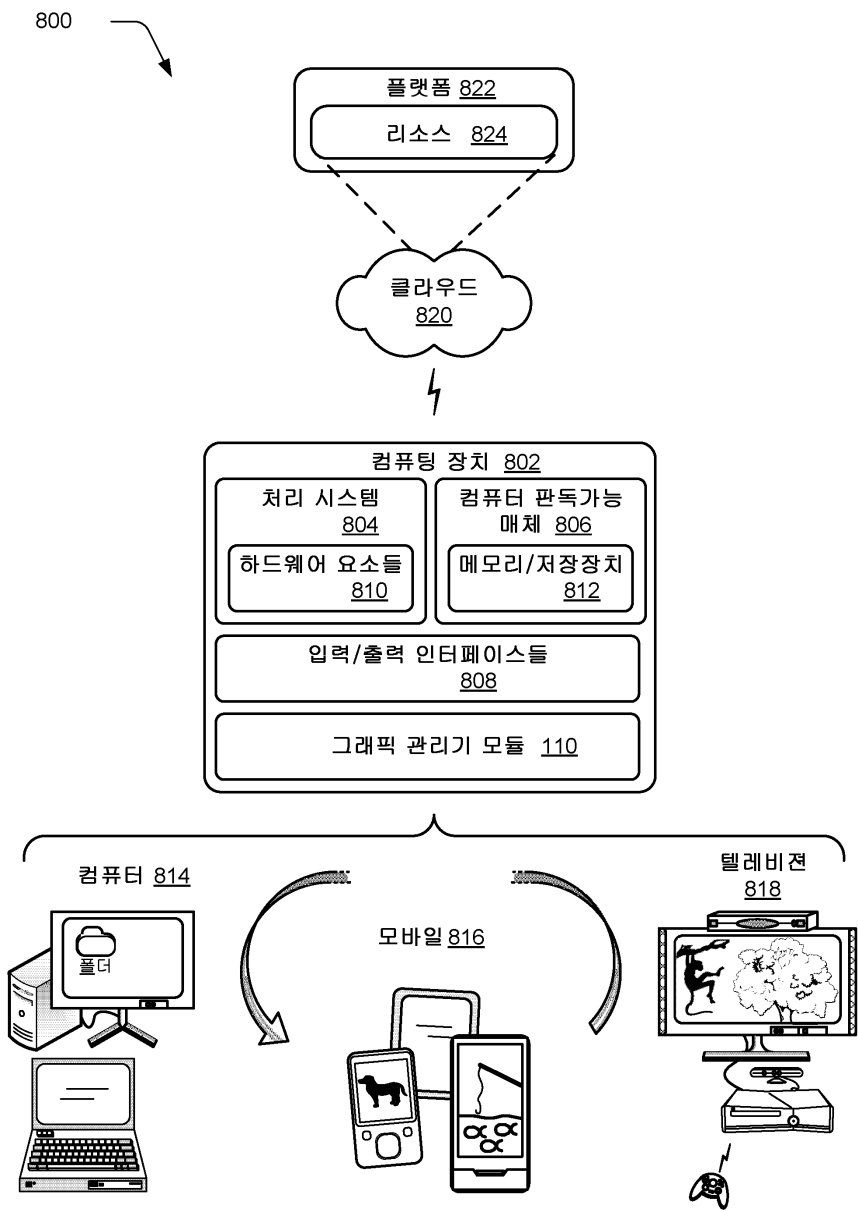 800
플랫폼 822
리소스 824
클라우드
820
컴퓨팅 장치 802
처리 시스템
804
하드웨어 요소들
810
컴퓨터 판독가능
매체 806
메모리/저장장치
812
입력/출력 인터페이스들
808
그래픽 관리기 모듈 110
컴퓨터 814
폴더
모바일 816
텔레비젼
818